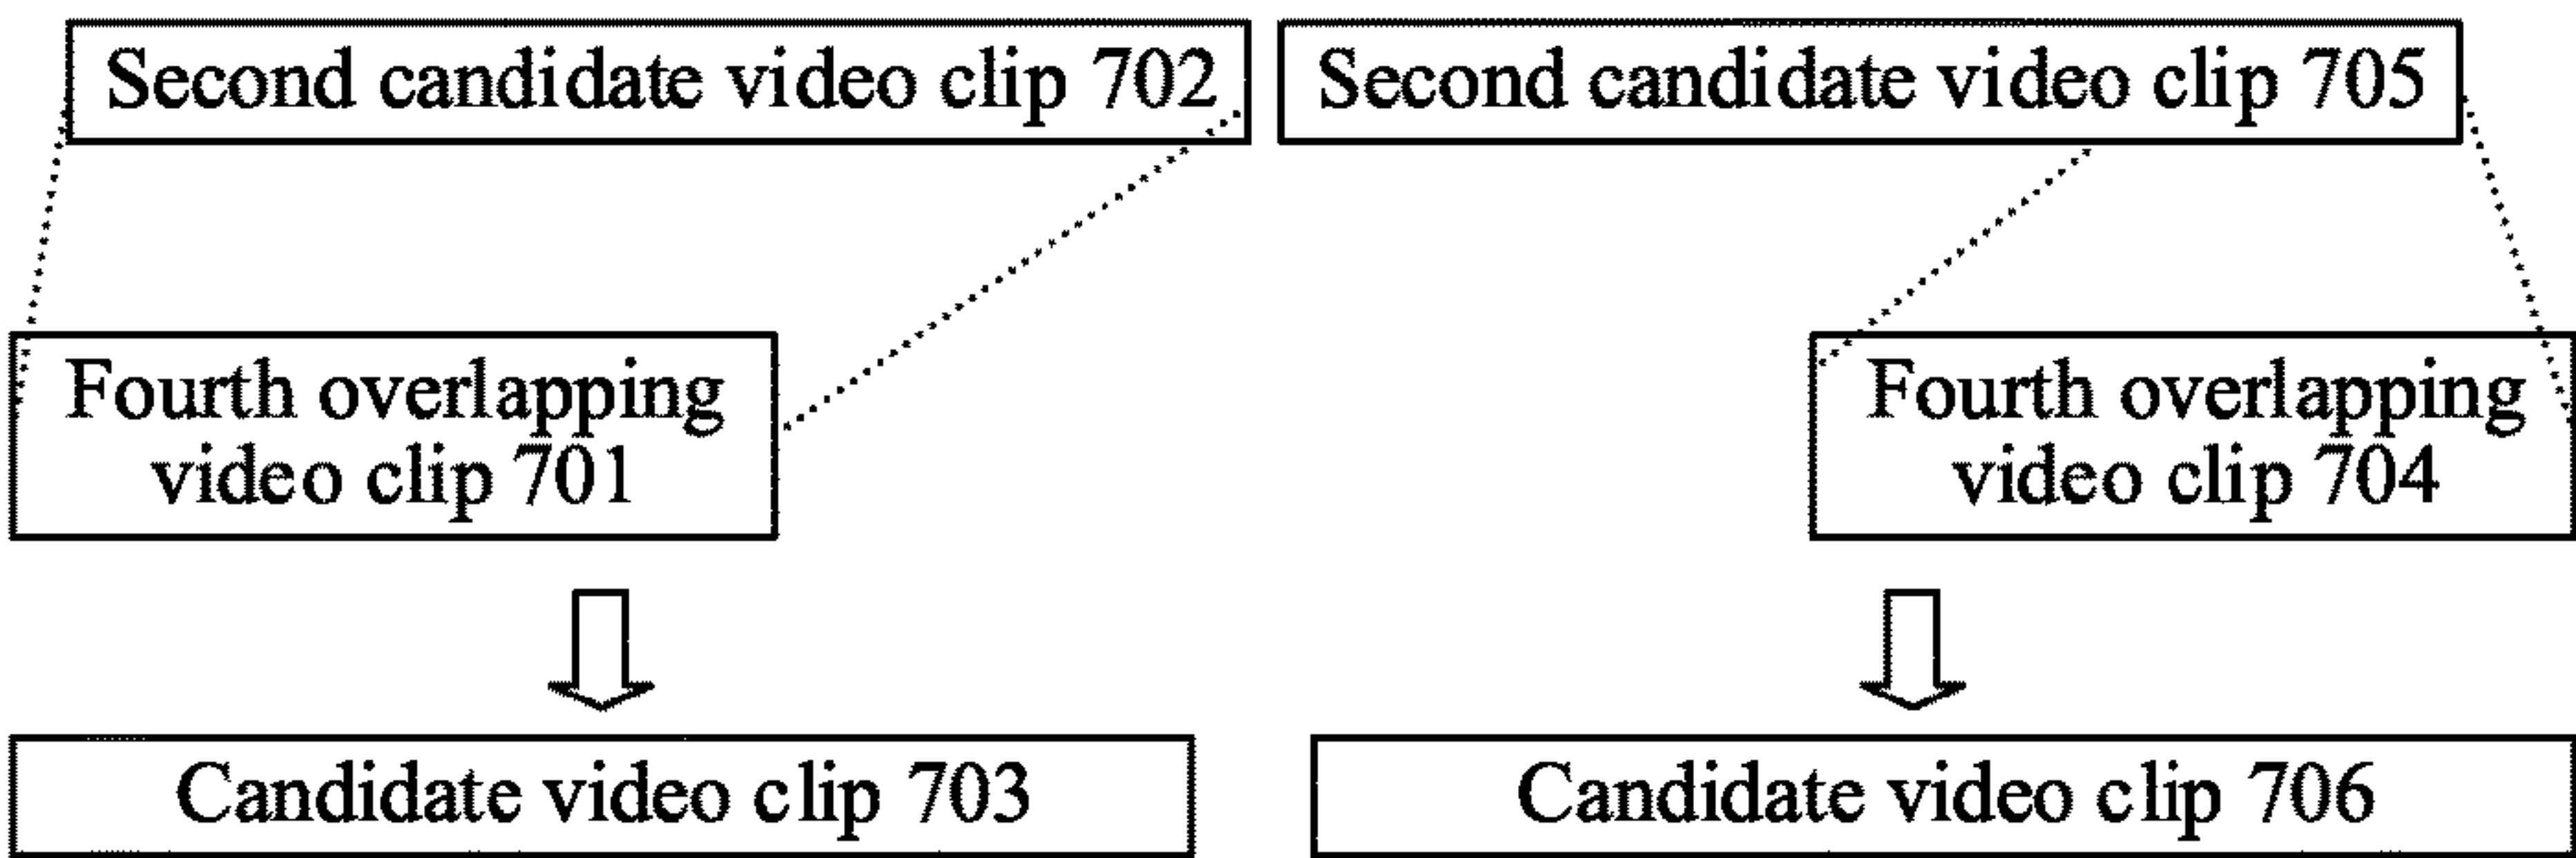 Second candidate video clip 702
Second candidate video clip 705
Fourth overlapping
video clip 701
Fourth overlapping
video clip 704
Candidate video clip 703
Candidate video clip 706